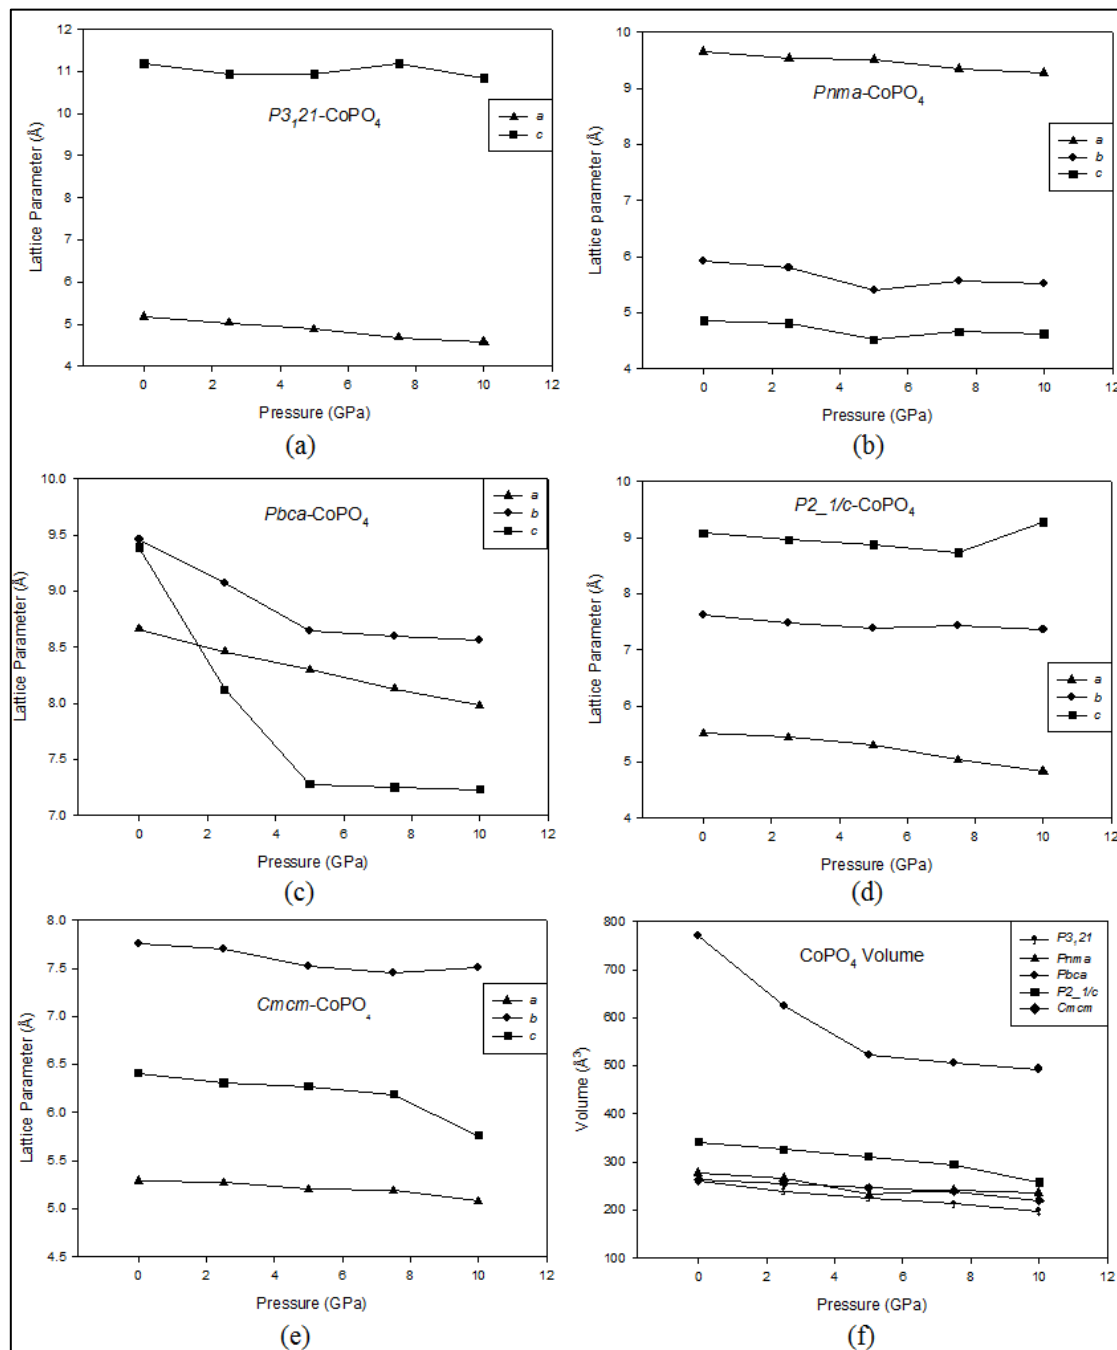 12
11
10
9
8
7
6
5
4
Lattice Parameter (Å)
P3₁21-CoPO₄
a
c
0 2 4 6 8 10 12
Pressure (GPa)
(a)
10
9
8
7
6
5
4
Lattice parameter (Å)
Pnma-CoPO₄
a
b
c
0 2 4 6 8 10 12
Pressure (GPa)
(b)
10.0
9.5
9.0
8.5
8.0
7.5
7.0
Lattice Parameter (Å)
Pbca-CoPO₄
a
b
c
0 2 4 6 8 10 12
Pressure (GPa)
(c)
10
9
8
7
6
5
4
Lattice Parameter (Å)
P2_1/c-CoPO₄
a
b
c
0 2 4 6 8 10 12
Pressure (GPa)
(d)
8.0
7.5
7.0
6.5
6.0
5.5
5.0
4.5
Lattice Parameter (Å)
Cmcm-CoPO₄
a
b
c
0 2 4 6 8 10 12
Pressure (GPa)
(e)
800
700
600
500
400
300
200
100
Volume (Å³)
CoPO₄ Volume
P3₁21
Pnma
Pbca
P2_1/c
Cmcm
0 2 4 6 8 10 12
Pressure (GPa)
(f)